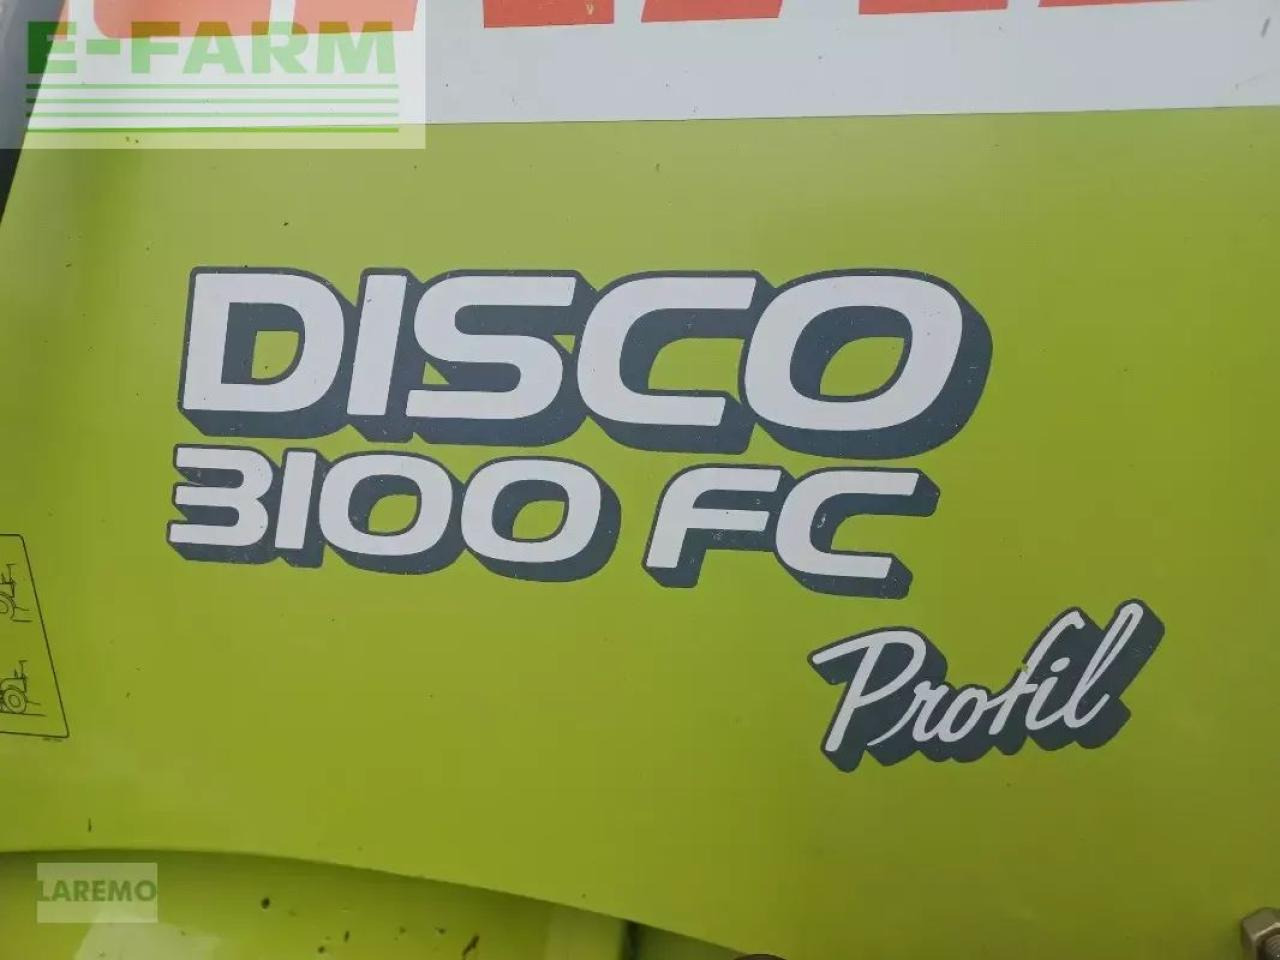 E-FARM
DISCO
3100 FC
Profil
LAREMO